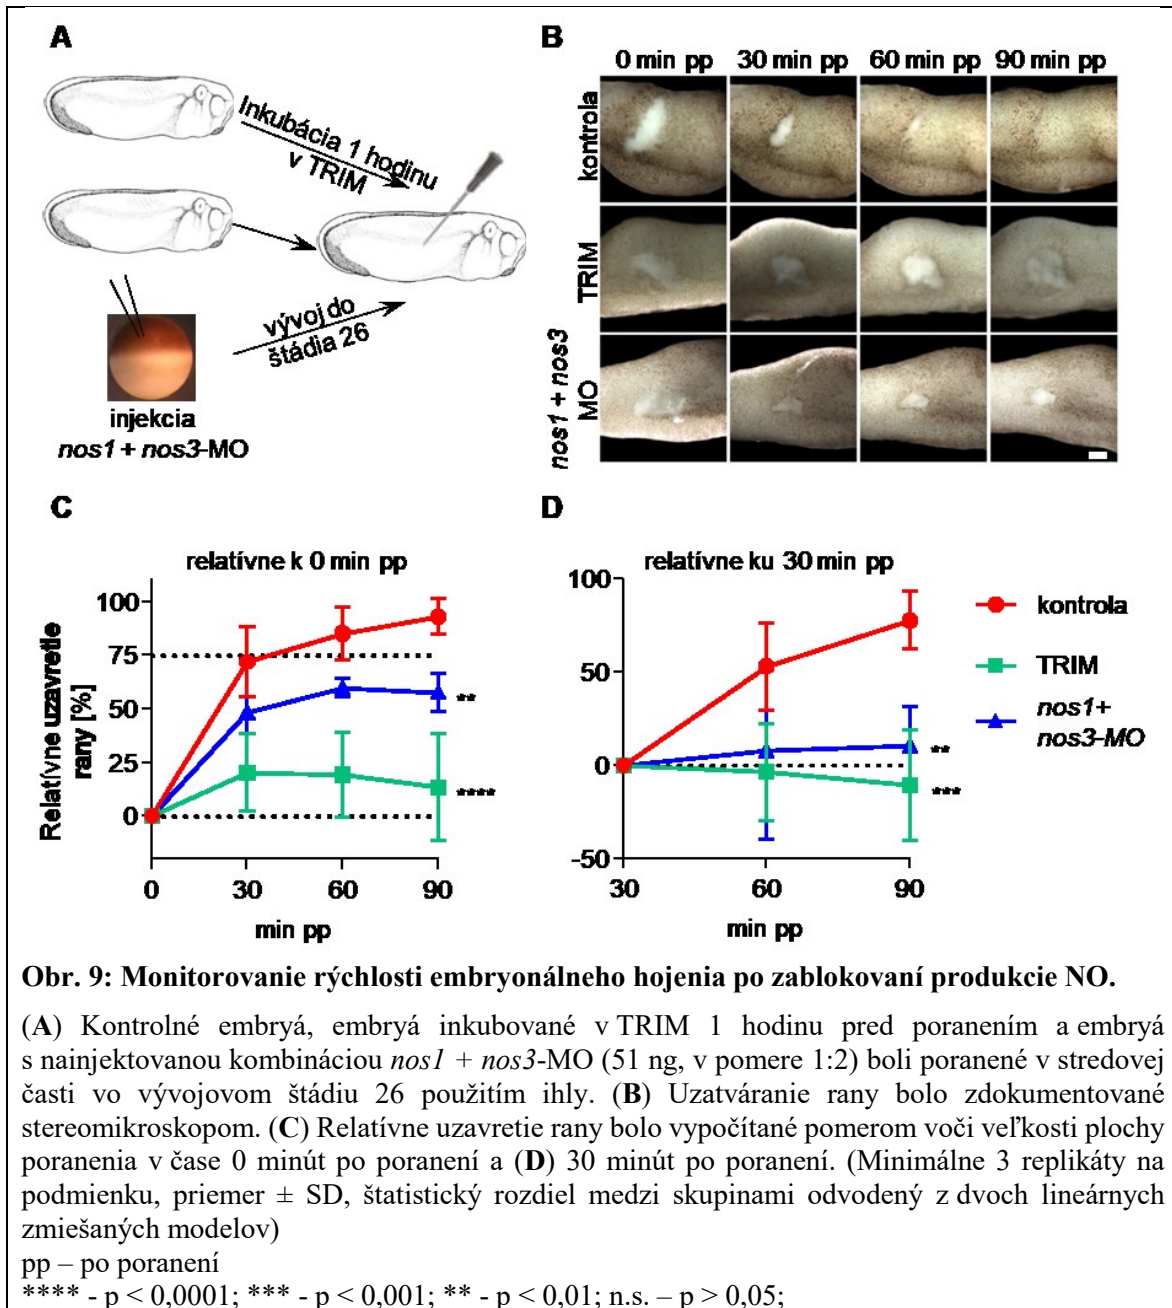 A
Inkubácia 1 hodinu
v TRIM
vývoj do
štádia 26
injekcia
nos1 + nos3-MO
B
0 min pp 30 min pp 60 min pp 90 min pp
kontrola
TRIM
nos1 + nos3
MO
C
relatívne k 0 min pp
Relatívne uzavretie
rany [%]
100
75
50
25
0
0 30 60 90
min pp
**
****
D
relatívne ku 30 min pp
100
50
0
-50
30 60 90
min pp
**
***
kontrola
TRIM
nos1+
nos3-MO
Obr. 9: Monitorovanie rýchlosti embryonálneho hojenia po zablokovaní produkcie NO.
(A) Kontrolné embryá, embryá inkubované v TRIM 1 hodinu pred poranením a embryá
s nainjektovanou kombináciou nos1 + nos3-MO (51 ng, v pomere 1:2) boli poranené v stredovej
časti vo vývojovom štádiu 26 použitím ihly. (B) Uzatváranie rany bolo zdokumentované
stereomikroskopom. (C) Relatívne uzavretie rany bolo vypočítané pomerom voči veľkosti plochy
poranenia v čase 0 minút po poranení a (D) 30 minút po poranení. (Minimálne 3 replikáty na
podmienku, priemer ± SD, štatistický rozdiel medzi skupinami odvodený z dvoch lineárnych
zmiešaných modelov)
pp – po poranení
**** - p < 0,0001; *** - p < 0,001; ** - p < 0,01; n.s. – p > 0,05;